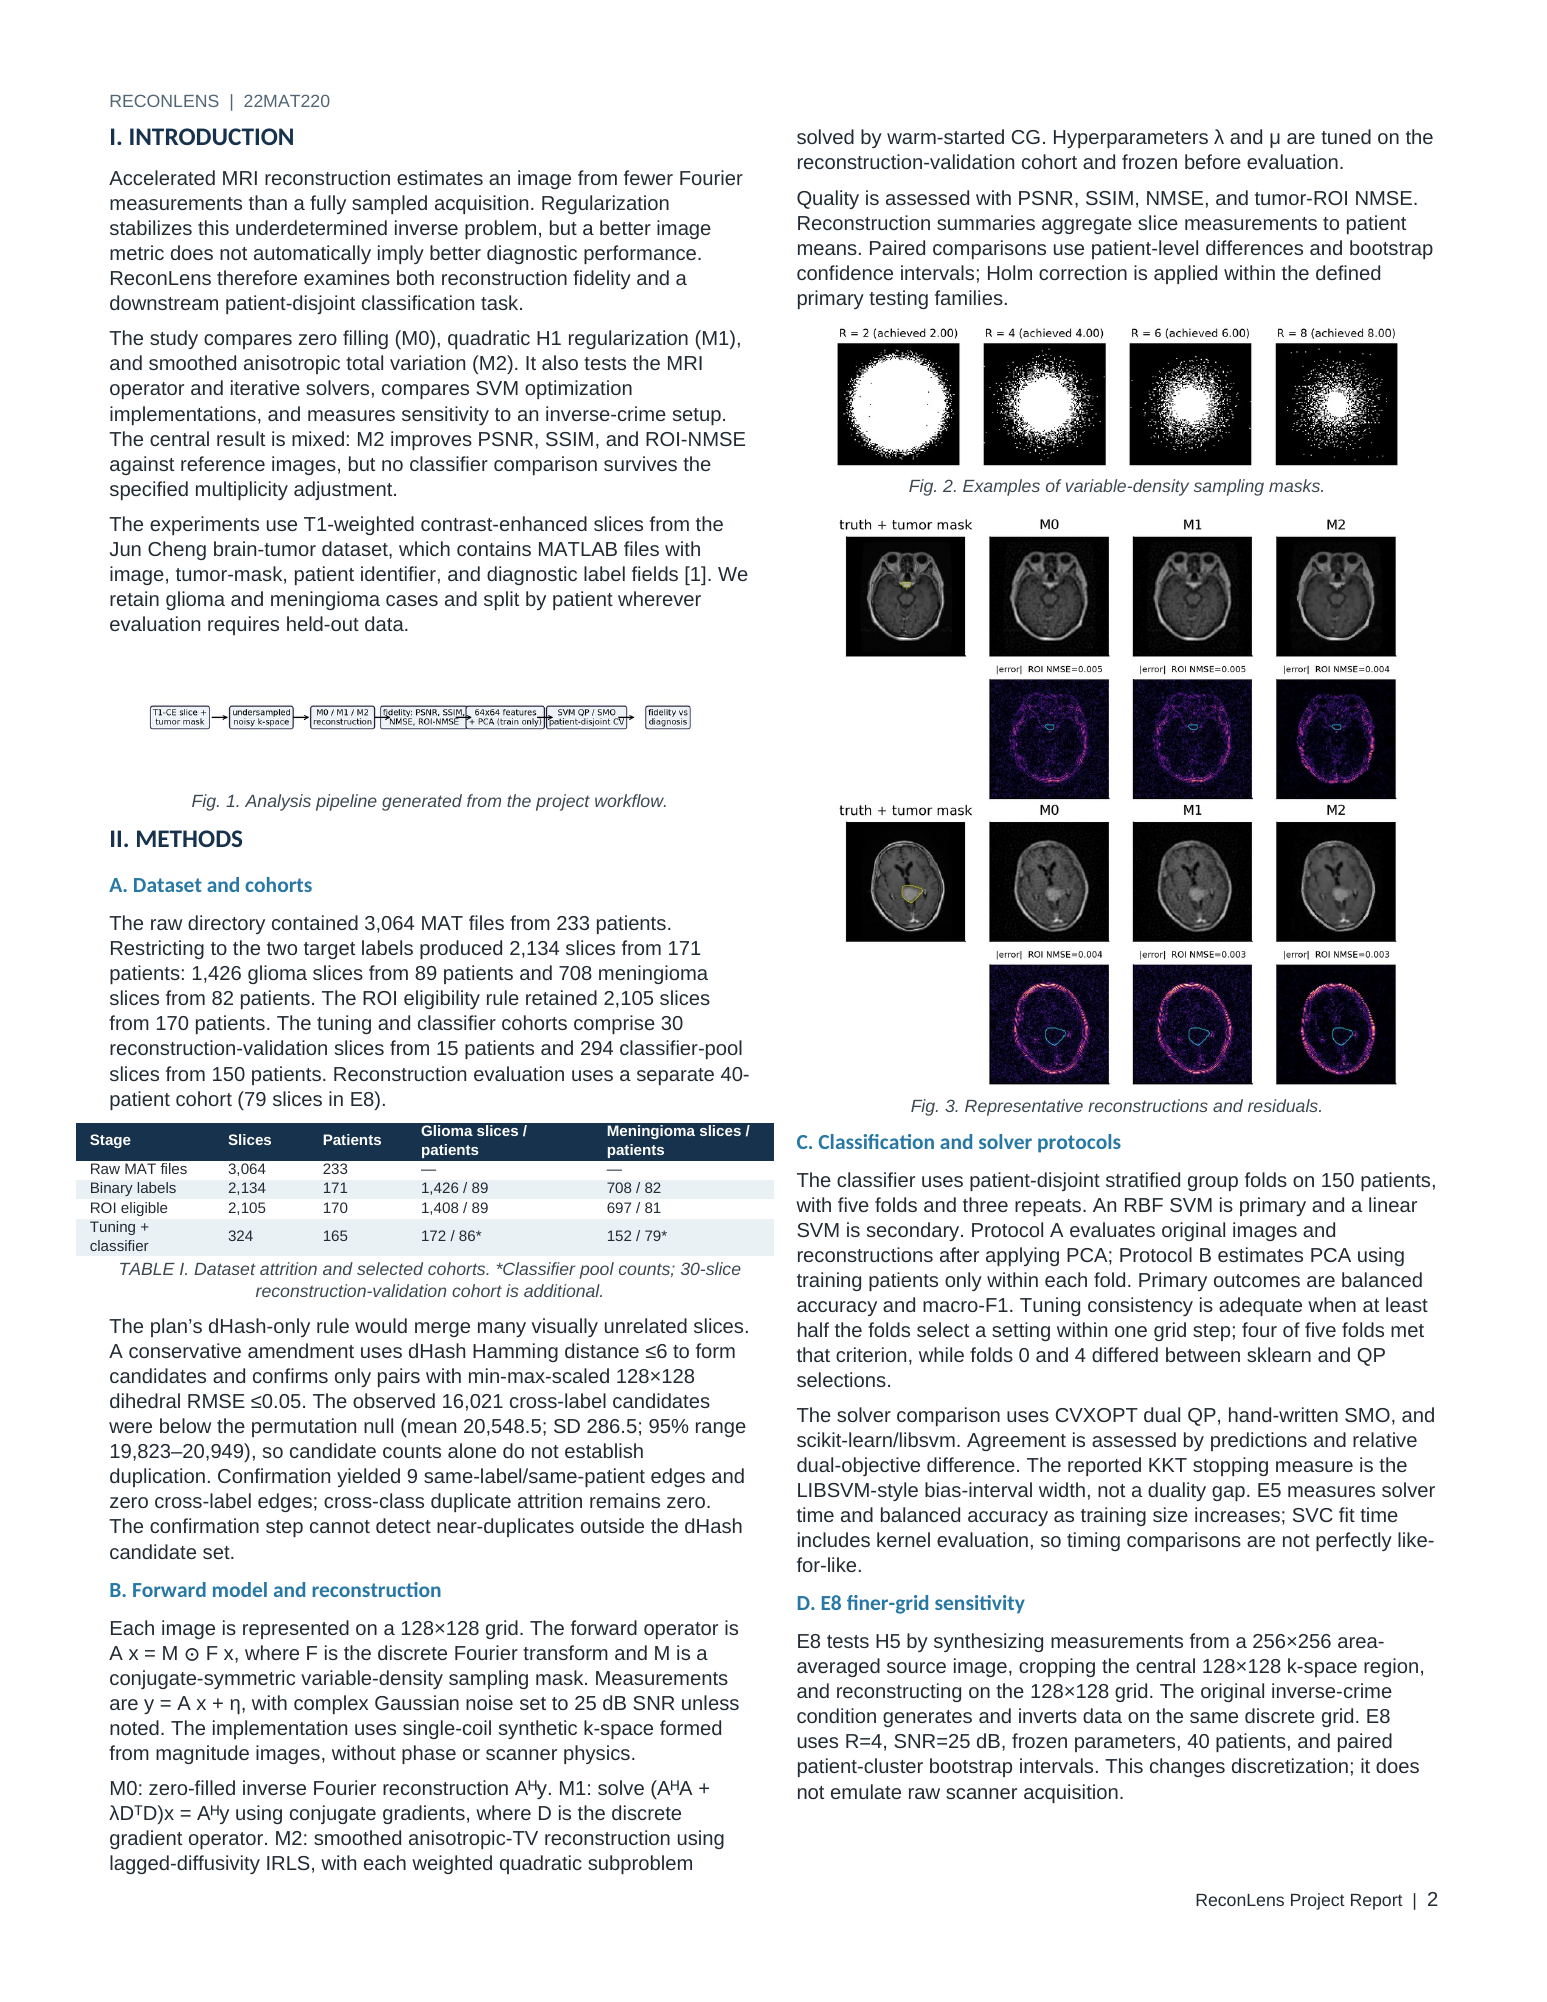 RECONLENS | 22MAT220
I. INTRODUCTION
Accelerated MRI reconstruction estimates an image from fewer Fourier
measurements than a fully sampled acquisition. Regularization
stabilizes this underdetermined inverse problem, but a better image
metric does not automatically imply better diagnostic performance.
ReconLens therefore examines both reconstruction fidelity and a
downstream patient-disjoint classification task.
The study compares zero filling (M0), quadratic H1 regularization (M1),
and smoothed anisotropic total variation (M2). It also tests the MRI
operator and iterative solvers, compares SVM optimization
implementations, and measures sensitivity to an inverse-crime setup.
The central result is mixed: M2 improves PSNR, SSIM, and ROI-NMSE
against reference images, but no classifier comparison survives the
specified multiplicity adjustment.
The experiments use T1-weighted contrast-enhanced slices from the
Jun Cheng brain-tumor dataset, which contains MATLAB files with
image, tumor-mask, patient identifier, and diagnostic label fields [1]. We
retain glioma and meningioma cases and split by patient wherever
evaluation requires held-out data.
T1-CE slice +
tumor mask
undersampled
noisy k-space
M0 / M1 / M2
reconstruction
fidelity: PSNR, SSIM,
NMSE, ROI-NMSE
64x64 features
+ PCA (train only)
SVM QP / SMO
patient-disjoint CV
fidelity vs
diagnosis
Fig. 1. Analysis pipeline generated from the project workflow.
II. METHODS
A. Dataset and cohorts
The raw directory contained 3,064 MAT files from 233 patients.
Restricting to the two target labels produced 2,134 slices from 171
patients: 1,426 glioma slices from 89 patients and 708 meningioma
slices from 82 patients. The ROI eligibility rule retained 2,105 slices
from 170 patients. The tuning and classifier cohorts comprise 30
reconstruction-validation slices from 15 patients and 294 classifier-pool
slices from 150 patients. Reconstruction evaluation uses a separate 40-
patient cohort (79 slices in E8).
Stage Slices Patients Glioma slices / patients Meningioma slices / patients
Raw MAT files 3,064 233 — —
Binary labels 2,134 171 1,426 / 89 708 / 82
ROI eligible 2,105 170 1,408 / 89 697 / 81
Tuning + classifier 324 165 172 / 86* 152 / 79*
TABLE I. Dataset attrition and selected cohorts. *Classifier pool counts; 30-slice
reconstruction-validation cohort is additional.
The plan’s dHash-only rule would merge many visually unrelated slices.
A conservative amendment uses dHash Hamming distance ≤6 to form
candidates and confirms only pairs with min-max-scaled 128×128
dihedral RMSE ≤0.05. The observed 16,021 cross-label candidates
were below the permutation null (mean 20,548.5; SD 286.5; 95% range
19,823–20,949), so candidate counts alone do not establish
duplication. Confirmation yielded 9 same-label/same-patient edges and
zero cross-label edges; cross-class duplicate attrition remains zero.
The confirmation step cannot detect near-duplicates outside the dHash
candidate set.
B. Forward model and reconstruction
Each image is represented on a 128×128 grid. The forward operator is
A x = M ⊙ F x, where F is the discrete Fourier transform and M is a
conjugate-symmetric variable-density sampling mask. Measurements
are y = A x + η, with complex Gaussian noise set to 25 dB SNR unless
noted. The implementation uses single-coil synthetic k-space formed
from magnitude images, without phase or scanner physics.
M0: zero-filled inverse Fourier reconstruction Aᴴy. M1: solve (AᴴA +
λDᵀD)x = Aᴴy using conjugate gradients, where D is the discrete
gradient operator. M2: smoothed anisotropic-TV reconstruction using
lagged-diffusivity IRLS, with each weighted quadratic subproblem
solved by warm-started CG. Hyperparameters λ and μ are tuned on the
reconstruction-validation cohort and frozen before evaluation.
Quality is assessed with PSNR, SSIM, NMSE, and tumor-ROI NMSE.
Reconstruction summaries aggregate slice measurements to patient
means. Paired comparisons use patient-level differences and bootstrap
confidence intervals; Holm correction is applied within the defined
primary testing families.
R = 2 (achieved 2.00) R = 4 (achieved 4.00) R = 6 (achieved 6.00) R = 8 (achieved 8.00)
Fig. 2. Examples of variable-density sampling masks.
truth + tumor mask M0 M1 M2
|error| ROI NMSE=0.005 |error| ROI NMSE=0.005 |error| ROI NMSE=0.004
truth + tumor mask M0 M1 M2
|error| ROI NMSE=0.004 |error| ROI NMSE=0.003 |error| ROI NMSE=0.003
Fig. 3. Representative reconstructions and residuals.
C. Classification and solver protocols
The classifier uses patient-disjoint stratified group folds on 150 patients,
with five folds and three repeats. An RBF SVM is primary and a linear
SVM is secondary. Protocol A evaluates original images and
reconstructions after applying PCA; Protocol B estimates PCA using
training patients only within each fold. Primary outcomes are balanced
accuracy and macro-F1. Tuning consistency is adequate when at least
half the folds select a setting within one grid step; four of five folds met
that criterion, while folds 0 and 4 differed between sklearn and QP
selections.
The solver comparison uses CVXOPT dual QP, hand-written SMO, and
scikit-learn/libsvm. Agreement is assessed by predictions and relative
dual-objective difference. The reported KKT stopping measure is the
LIBSVM-style bias-interval width, not a duality gap. E5 measures solver
time and balanced accuracy as training size increases; SVC fit time
includes kernel evaluation, so timing comparisons are not perfectly like-
for-like.
D. E8 finer-grid sensitivity
E8 tests H5 by synthesizing measurements from a 256×256 area-
averaged source image, cropping the central 128×128 k-space region,
and reconstructing on the 128×128 grid. The original inverse-crime
condition generates and inverts data on the same discrete grid. E8
uses R=4, SNR=25 dB, frozen parameters, 40 patients, and paired
patient-cluster bootstrap intervals. This changes discretization; it does
not emulate raw scanner acquisition.
ReconLens Project Report | 2